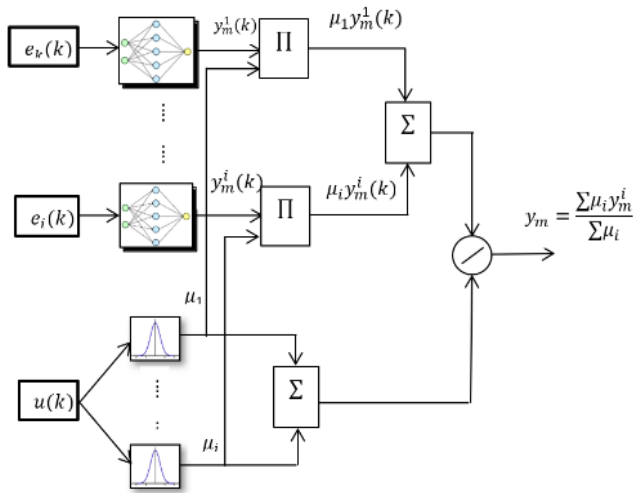 e_k(k)
y_m^1(k)
∏
μ_1 y_m^1(k)
Σ
e_i(k)
y_m^i(k)
∏
μ_i y_m^i(k)
y_m = Σμ_i y_m^i / Σμ_i
μ_1
u(k)
Σ
μ_i